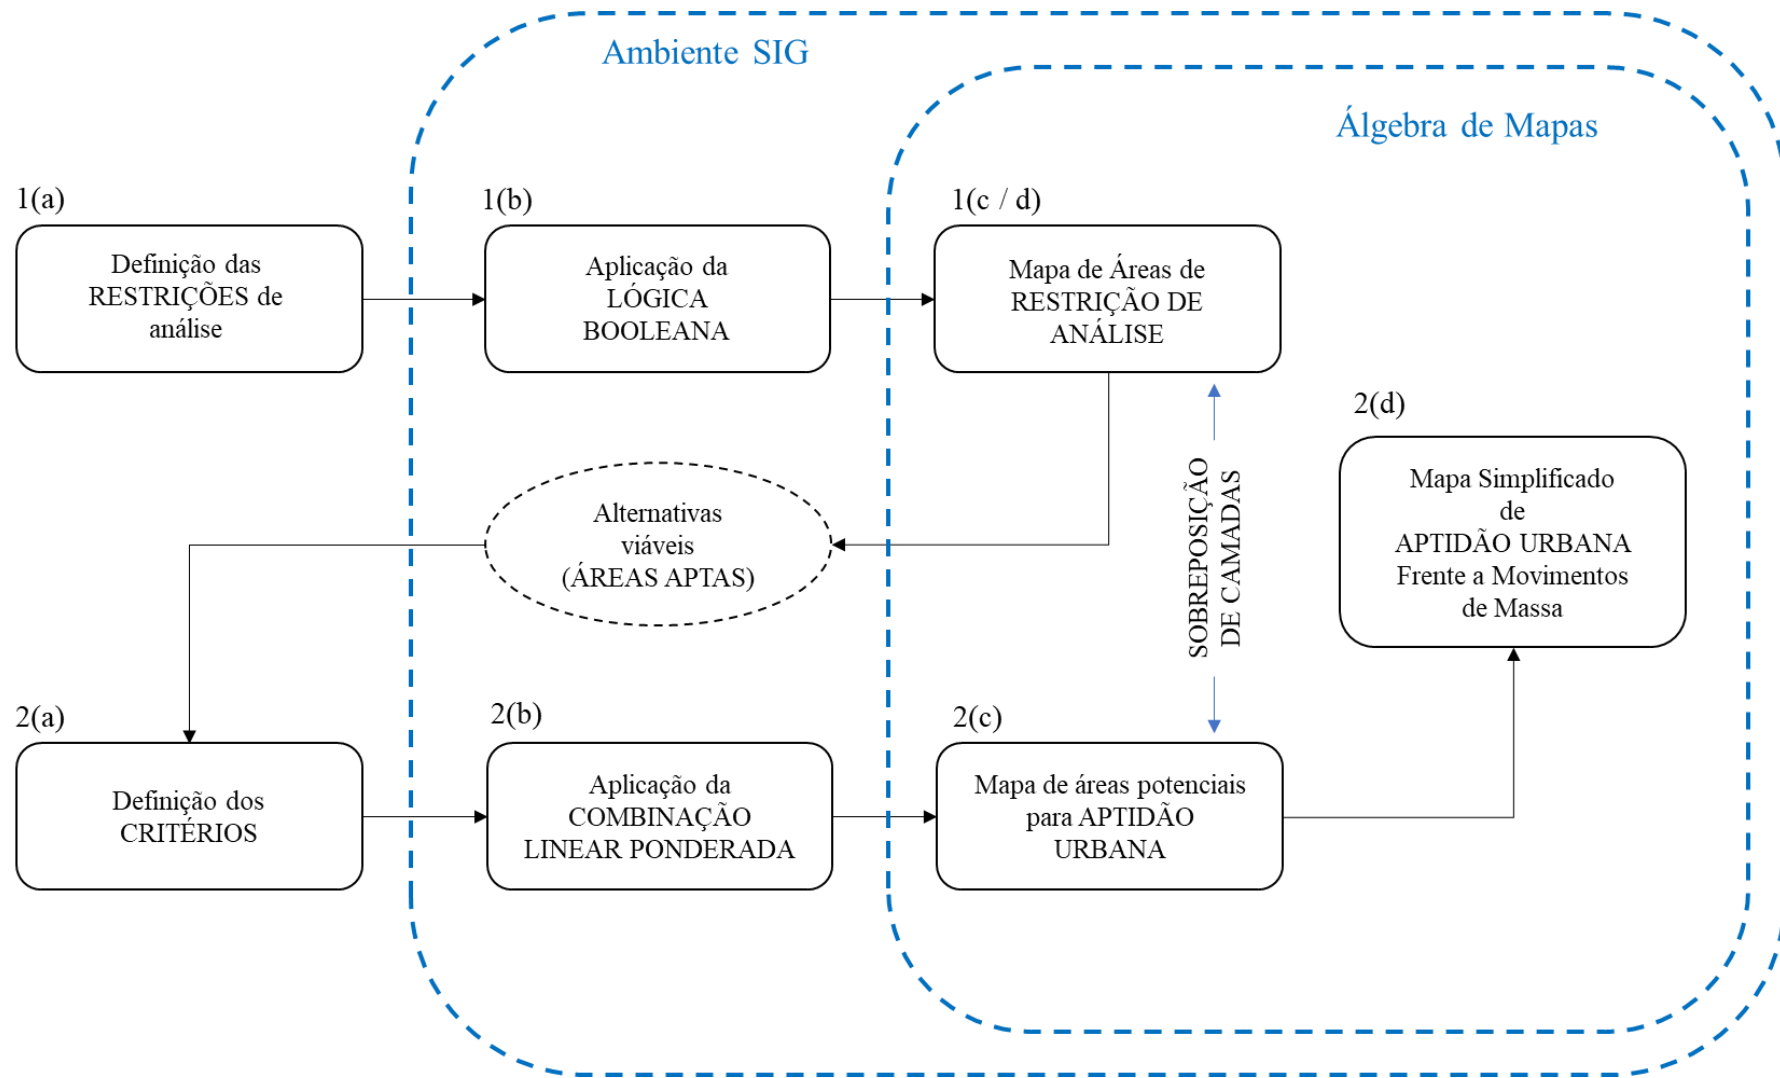 Ambiente SIG
Álgebra de Mapas
1(a)
Definição das
RESTRIÇÕES de
análise
1(b)
Aplicação da
LÓGICA
BOOLEANA
1(c / d)
Mapa de Áreas de
RESTRIÇÃO DE
ANÁLISE
Alternativas
viáveis
(ÁREAS APTAS)
SOBREPOSIÇÃO
DE CAMADAS
2(d)
Mapa Simplificado
de
APTIDÃO URBANA
Frente a Movimentos
de Massa
2(a)
Definição dos
CRITÉRIOS
2(b)
Aplicação da
COMBINAÇÃO
LINEAR PONDERADA
2(c)
Mapa de áreas potenciais
para APTIDÃO
URBANA